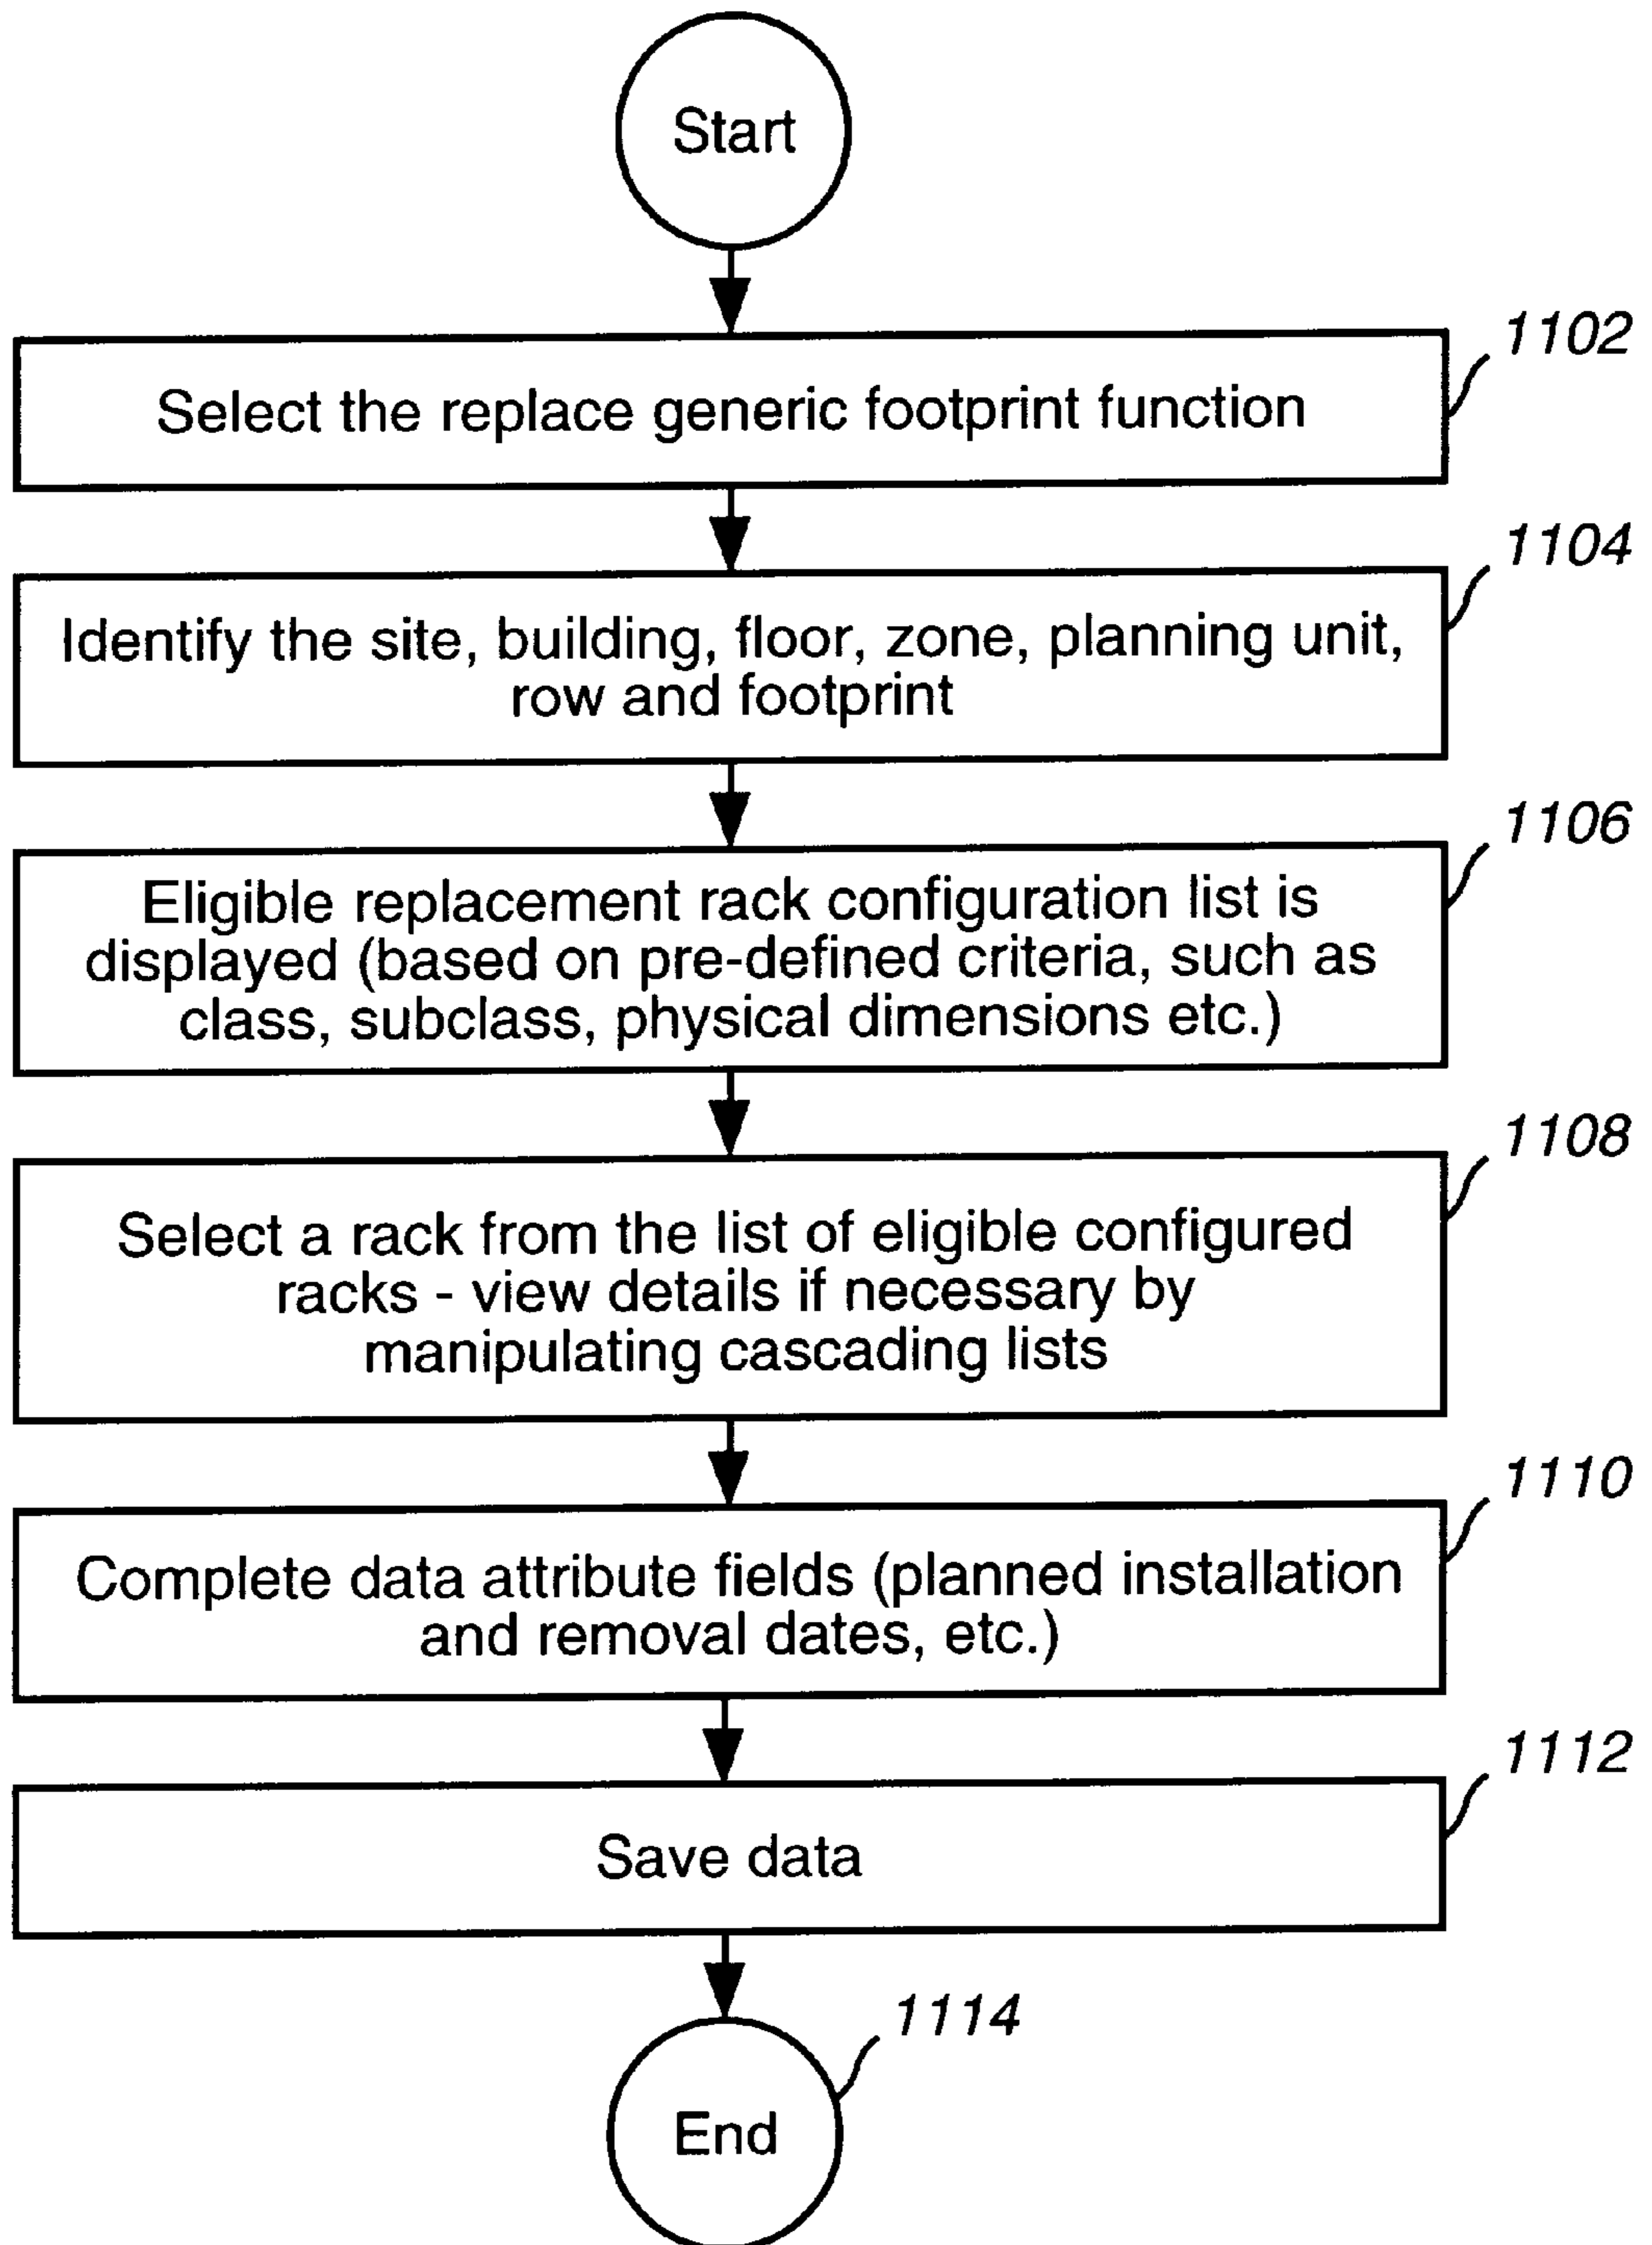 Start
1102
Select the replace generic footprint function
1104
Identify the site, building, floor, zone, planning unit,
row and footprint
1106
Eligible replacement rack configuration list is
displayed (based on pre-defined criteria, such as
class, subclass, physical dimensions etc.)
1108
Select a rack from the list of eligible configured
racks - view details if necessary by
manipulating cascading lists
1110
Complete data attribute fields (planned installation
and removal dates, etc.)
1112
Save data
1114
End